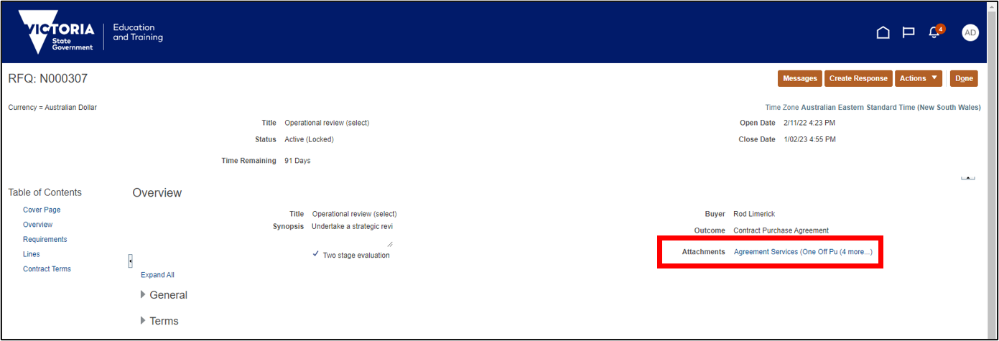 VICTORIA
State
Government
Education
and Training
4
AD
RFQ: N000307
Messages
Create Response
Actions
Done
Currency = Australian Dollar
Time Zone Australian Eastern Standard Time (New South Wales)
Title Operational review (select)
Open Date 2/11/22 4:23 PM
Status Active (Locked)
Close Date 1/02/23 4:55 PM
Time Remaining 91 Days
Table of Contents
Cover Page
Overview
Requirements
Lines
Contract Terms
Overview
Title Operational review (select)
Buyer Rod Limerick
Synopsis Undertake a strategic revi
Outcome Contract Purchase Agreement
Attachments Agreement Services (One Off Pu (4 more...)
Two stage evaluation
Expand All
General
Terms